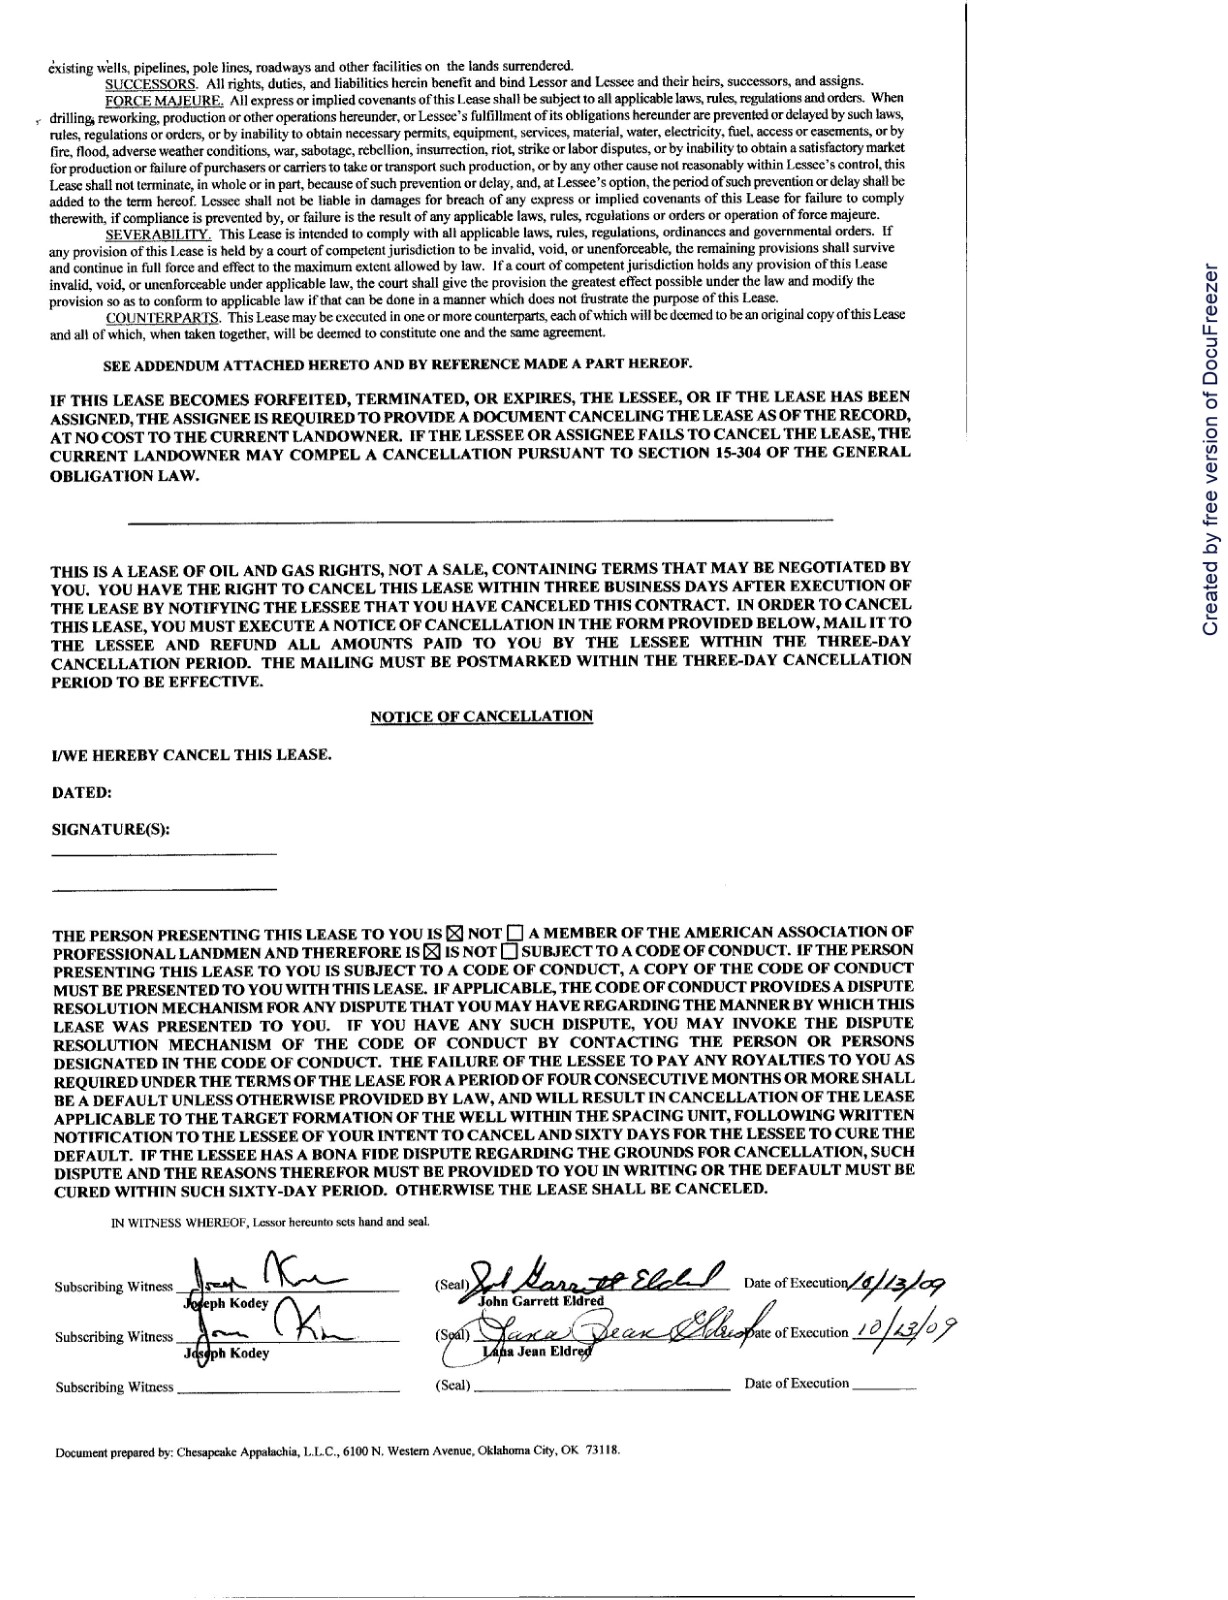 existing wells, pipelines, pole lines, roadways and other facilities on the lands surrendered.
SUCCESSORS. All rights, duties, and liabilities herein benefit and bind Lessor and Lessee and their heirs, successors, and assigns.
FORCE MAJEURE. All express or implied covenants of this Lease shall be subject to all applicable laws, rules, regulations and orders. When
drilling, reworking, production or other operations hereunder, or Lessee's fulfillment of its obligations hereunder are prevented or delayed by such laws,
rules, regulations or orders, or by inability to obtain necessary permits, equipment, services, material, water, electricity, fuel, access or easements, or by
fire, flood, adverse weather conditions, war, sabotage, rebellion, insurrection, riot, strike or labor disputes, or by inability to obtain a satisfactory market
for production or failure of purchasers or carriers to take or transport such production, or by any other cause not reasonably within Lessee's control, this
Lease shall not terminate, in whole or in part, because of such prevention or delay, and, at Lessee's option, the period of such prevention or delay shall be
added to the term hereof. Lessee shall not be liable in damages for breach of any express or implied covenants of this Lease for failure to comply
therewith, if compliance is prevented by, or failure is the result of any applicable laws, rules, regulations or orders or operation of force majeure.
SEVERABILITY. This Lease is intended to comply with all applicable laws, rules, regulations, ordinances and governmental orders. If
any provision of this Lease is held by a court of competent jurisdiction to be invalid, void, or unenforceable, the remaining provisions shall survive
and continue in full force and effect to the maximum extent allowed by law. If a court of competent jurisdiction holds any provision of this Lease
invalid, void, or unenforceable under applicable law, the court shall give the provision the greatest effect possible under the law and modify the
provision so as to conform to applicable law if that can be done in a manner which does not frustrate the purpose of this Lease.
COUNTERPARTS. This Lease may be executed in one or more counterparts, each of which will be deemed to be an original copy of this Lease
and all of which, when taken together, will be deemed to constitute one and the same agreement.
SEE ADDENDUM ATTACHED HERETO AND BY REFERENCE MADE A PART HEREOF.
IF THIS LEASE BECOMES FORFEITED, TERMINATED, OR EXPIRES, THE LESSEE, OR IF THE LEASE HAS BEEN
ASSIGNED, THE ASSIGNEE IS REQUIRED TO PROVIDE A DOCUMENT CANCELING THE LEASE AS OF THE RECORD,
AT NO COST TO THE CURRENT LANDOWNER. IF THE LESSEE OR ASSIGNEE FAILS TO CANCEL THE LEASE, THE
CURRENT LANDOWNER MAY COMPEL A CANCELLATION PURSUANT TO SECTION 15-304 OF THE GENERAL
OBLIGATION LAW.
THIS IS A LEASE OF OIL AND GAS RIGHTS, NOT A SALE, CONTAINING TERMS THAT MAY BE NEGOTIATED BY
YOU. YOU HAVE THE RIGHT TO CANCEL THIS LEASE WITHIN THREE BUSINESS DAYS AFTER EXECUTION OF
THE LEASE BY NOTIFYING THE LESSEE THAT YOU HAVE CANCELED THIS CONTRACT. IN ORDER TO CANCEL
THIS LEASE, YOU MUST EXECUTE A NOTICE OF CANCELLATION IN THE FORM PROVIDED BELOW, MAIL IT TO
THE LESSEE AND REFUND ALL AMOUNTS PAID TO YOU BY THE LESSEE WITHIN THE THREE-DAY
CANCELLATION PERIOD. THE MAILING MUST BE POSTMARKED WITHIN THE THREE-DAY CANCELLATION
PERIOD TO BE EFFECTIVE.
NOTICE OF CANCELLATION
I/WE HEREBY CANCEL THIS LEASE.
DATED:
SIGNATURE(S):
THE PERSON PRESENTING THIS LEASE TO YOU IS ☒ NOT ☐ A MEMBER OF THE AMERICAN ASSOCIATION OF
PROFESSIONAL LANDMEN AND THEREFORE IS ☒ IS NOT ☐ SUBJECT TO A CODE OF CONDUCT. IF THE PERSON
PRESENTING THIS LEASE TO YOU IS SUBJECT TO A CODE OF CONDUCT, A COPY OF THE CODE OF CONDUCT
MUST BE PRESENTED TO YOU WITH THIS LEASE. IF APPLICABLE, THE CODE OF CONDUCT PROVIDES A DISPUTE
RESOLUTION MECHANISM FOR ANY DISPUTE THAT YOU MAY HAVE REGARDING THE MANNER BY WHICH THIS
LEASE WAS PRESENTED TO YOU. IF YOU HAVE ANY SUCH DISPUTE, YOU MAY INVOKE THE DISPUTE
RESOLUTION MECHANISM OF THE CODE OF CONDUCT BY CONTACTING THE PERSON OR PERSONS
DESIGNATED IN THE CODE OF CONDUCT. THE FAILURE OF THE LESSEE TO PAY ANY ROYALTIES TO YOU AS
REQUIRED UNDER THE TERMS OF THE LEASE FOR A PERIOD OF FOUR CONSECUTIVE MONTHS OR MORE SHALL
BE A DEFAULT UNLESS OTHERWISE PROVIDED BY LAW, AND WILL RESULT IN CANCELLATION OF THE LEASE
APPLICABLE TO THE TARGET FORMATION OF THE WELL WITHIN THE SPACING UNIT, FOLLOWING WRITTEN
NOTIFICATION TO THE LESSEE OF YOUR INTENT TO CANCEL AND SIXTY DAYS FOR THE LESSEE TO CURE THE
DEFAULT. IF THE LESSEE HAS A BONA FIDE DISPUTE REGARDING THE GROUNDS FOR CANCELLATION, SUCH
DISPUTE AND THE REASONS THEREFOR MUST BE PROVIDED TO YOU IN WRITING OR THE DEFAULT MUST BE
CURED WITHIN SUCH SIXTY-DAY PERIOD. OTHERWISE THE LEASE SHALL BE CANCELED.
IN WITNESS WHEREOF, Lessor hereunto sets hand and seal.
Subscribing Witness (Seal) Garrett Eldred Date of Execution 10/13/09
Joseph Kodey John Garrett Eldred
Subscribing Witness (Seal) Lana Jean Eldred Date of Execution 10/13/09
Joseph Kodey Lana Jean Eldred
Subscribing Witness (Seal) Date of Execution
Document prepared by: Chesapeake Appalachia, L.L.C., 6100 N. Western Avenue, Oklahoma City, OK 73118.
Created by free version of DocuFreezer